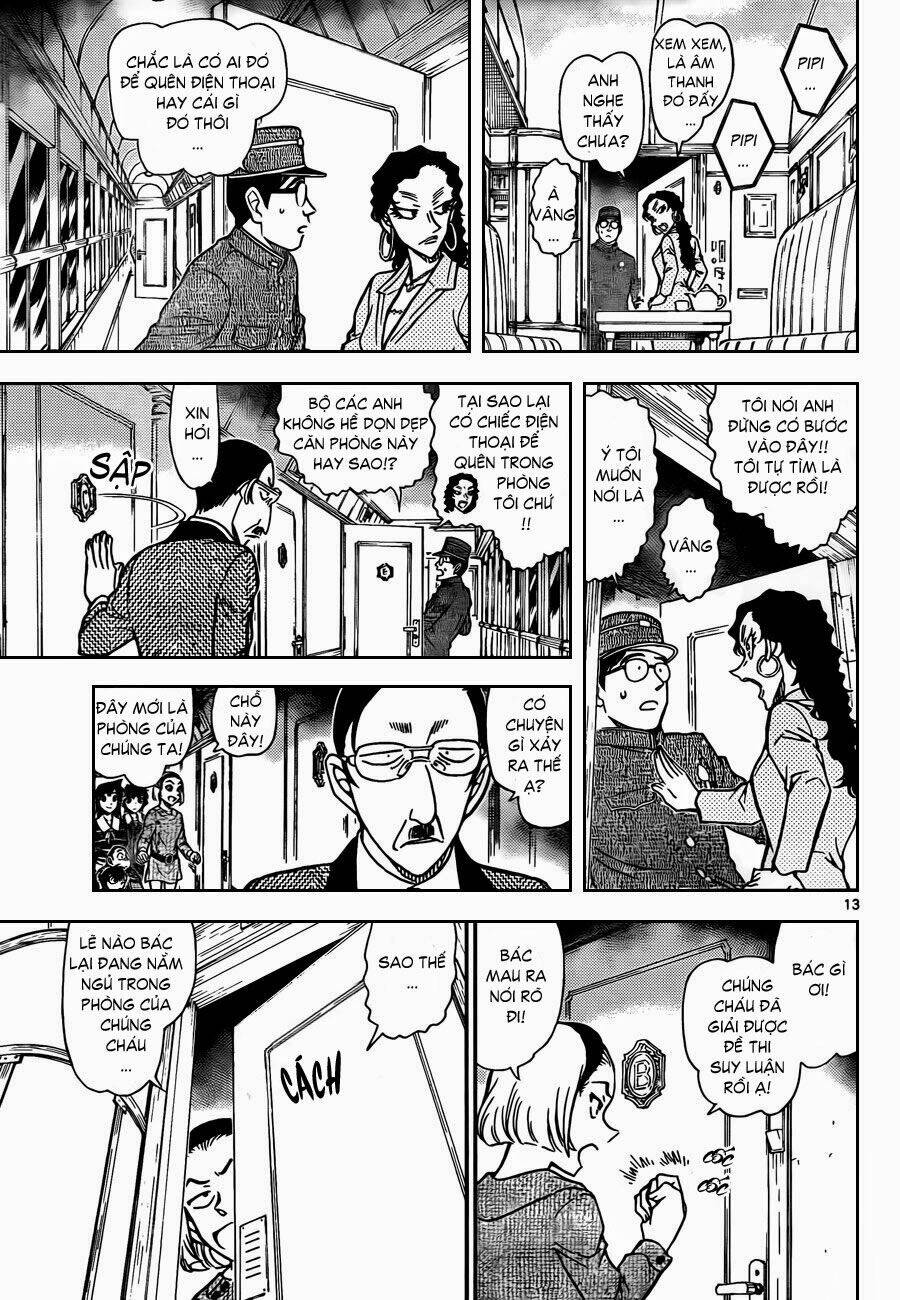 PIPI
...
XEM XEM,
LÀ ÂM
THANH
ĐÓ ĐẤY
...
PIPI
...
ANH
NGHE
THẤY
CHƯA?
À
VÂNG
...
CHẮC LÀ CÓ AI ĐÓ
ĐỂ QUÊN ĐIỆN THOẠI
HAY CÁI GÌ
ĐÓ THÔI
...
TÔI NÓI ANH
ĐỪNG CÓ BƯỚC
VÀO ĐÂY!!
TÔI TỰ TÌM LÀ
ĐƯỢC RỒI!
Ý TÔI
MUỐN
NÓI LÀ
...
VÂNG
...
TẠI SAO LẠI
CÓ CHIẾC ĐIỆN
THOẠI ĐỂ
QUÊN TRONG
PHÒNG
TÔI CHỨ
!!
BỘ CÁC ANH
KHÔNG HỀ DỌN DẸP
CĂN PHÒNG NÀY
HAY SAO!?
E
XIN
HỎI
...
SẬP
CÓ
CHUYỆN
GÌ XẢY
RA THẾ
Ạ?
CHỖ
NÀY
ĐÂY!
ĐÂY MỚI LÀ
PHÒNG CỦA
CHÚNG TA!
13
BÁC GÌ
ƠI!
CHÚNG
CHÁU ĐÃ
GIẢI ĐƯỢC
ĐỀ THI
SUY LUẬN
RỒI Ạ!
BÁC
MAU RA
NÓI RÕ
ĐI!
B
CỐC
CỐC
SAO THẾ
...
CÁCH
LẼ NÀO BÁC
LẠI ĐANG NẰM
NGỦ TRONG
PHÒNG CỦA
CHÚNG
CHÁU
...